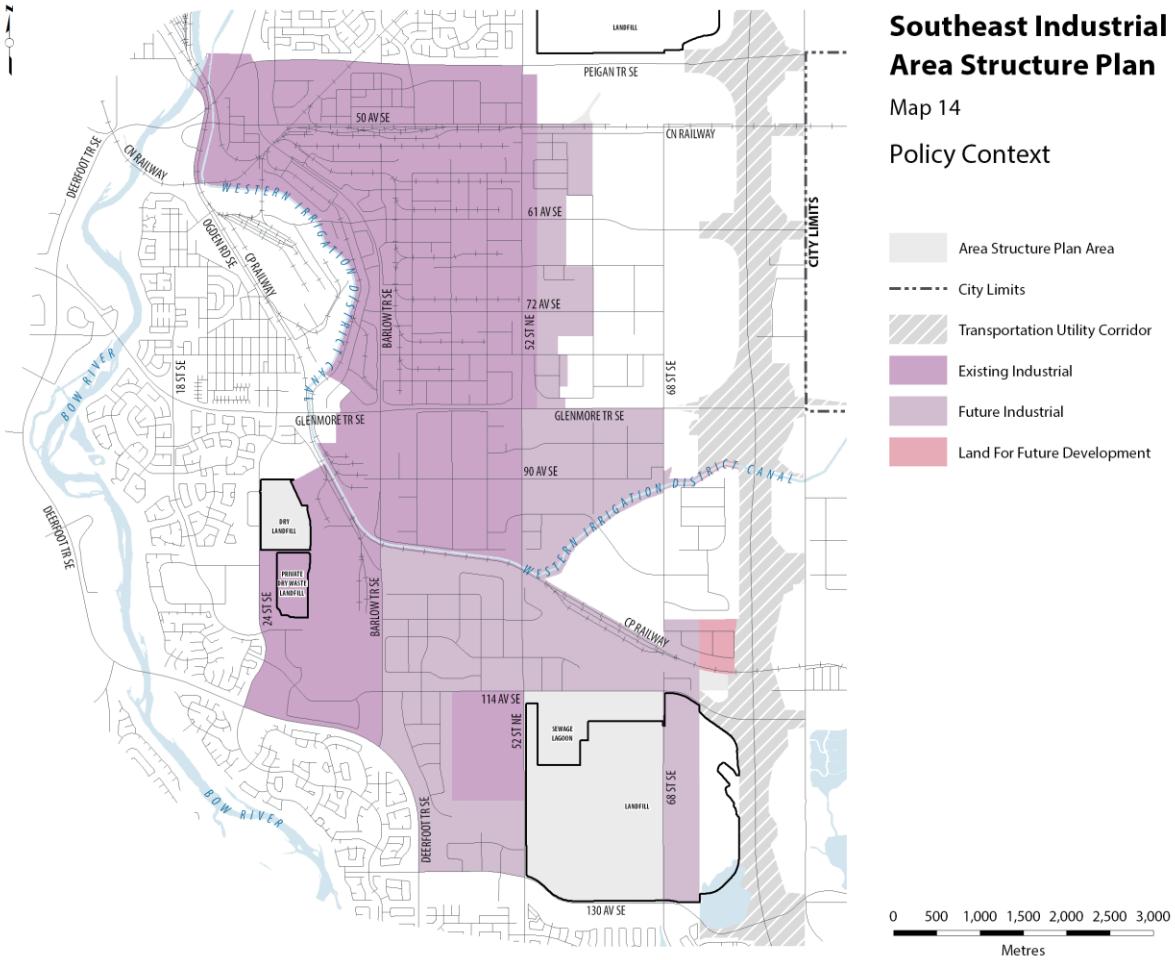 N
Southeast Industrial
Area Structure Plan
Map 14
Policy Context
LANDFILL
PEIGAN TR SE
50 AV SE
CN RAILWAY
DEERFOOT TR SE
CN RAILWAY
WESTERN IRRIGATION DISTRICT CANAL
OGDEN RD SE
CP RAILWAY
61 AV SE
CITY LIMITS
Area Structure Plan Area
City Limits
Transportation Utility Corridor
Existing Industrial
Future Industrial
Land For Future Development
72 AV SE
BARLOW TR SE
52 ST NE
68 ST SE
18 ST SE
BOW RIVER
GLENMORE TR SE
GLENMORE TR SE
90 AV SE
WESTERN IRRIGATION DISTRICT CANAL
DEERFOOT TR SE
DRY
LANDFILL
PRIVATE
DRY WASTE
LANDFILL
24 ST SE
BARLOW TR SE
CP RAILWAY
114 AV SE
52 ST NE
SEWAGE
LAGOON
LANDFILL
68 ST SE
BOW RIVER
DEERFOOT TR SE
130 AV SE
0 500 1,000 1,500 2,000 2,500 3,000
Metres